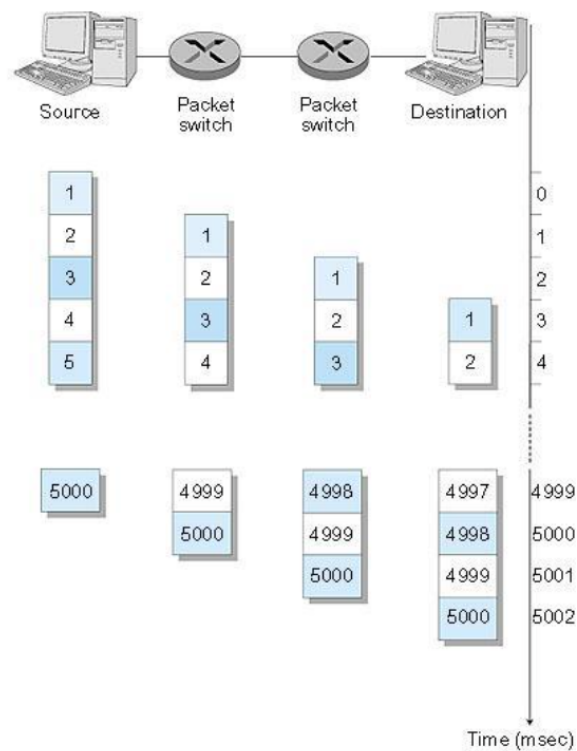 Source Packet switch Packet switch Destination
1 0
2 1 1
3 2 1 2
4 3 2 1 3
5 4 3 2 4
5000 4999 4998 4997 4999
5000 4999 4998 5000
5000 4999 5001
5000 5002
Time (msec)